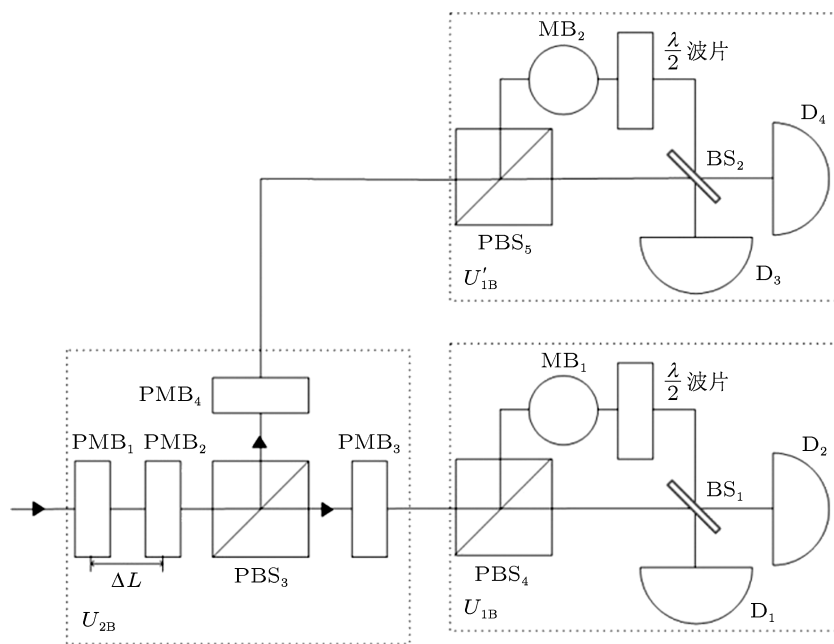 MB₂
λ/2 波片
D₄
BS₂
PBS₅
D₃
U′₁B
PMB₄
MB₁
λ/2 波片
PMB₁
PMB₂
PMB₃
D₂
BS₁
PBS₃
PBS₄
ΔL
D₁
U₂B
U₁B